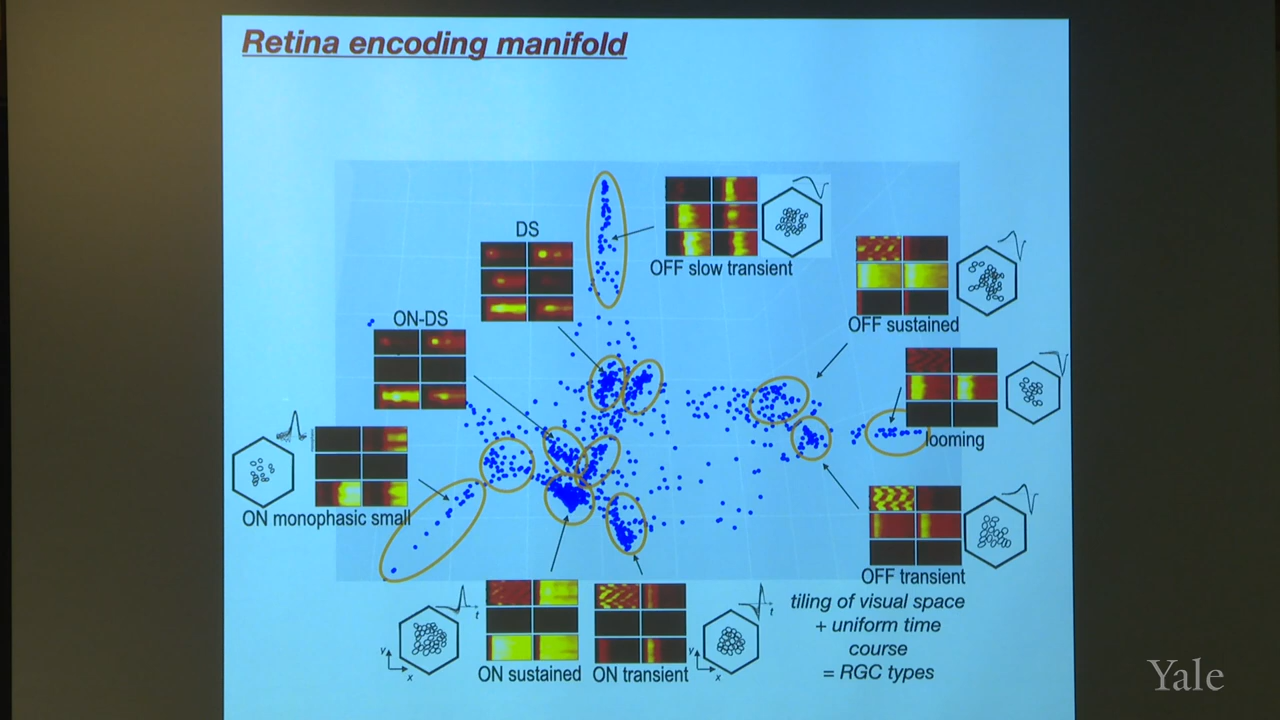 Retina encoding manifold
DS
OFF slow transient
ON-DS
OFF sustained
looming
ON monophasic small
OFF transient
ON sustained
ON transient
y
x
t
y
x
t
tiling of visual space
+ uniform time
course
= RGC types
Yale